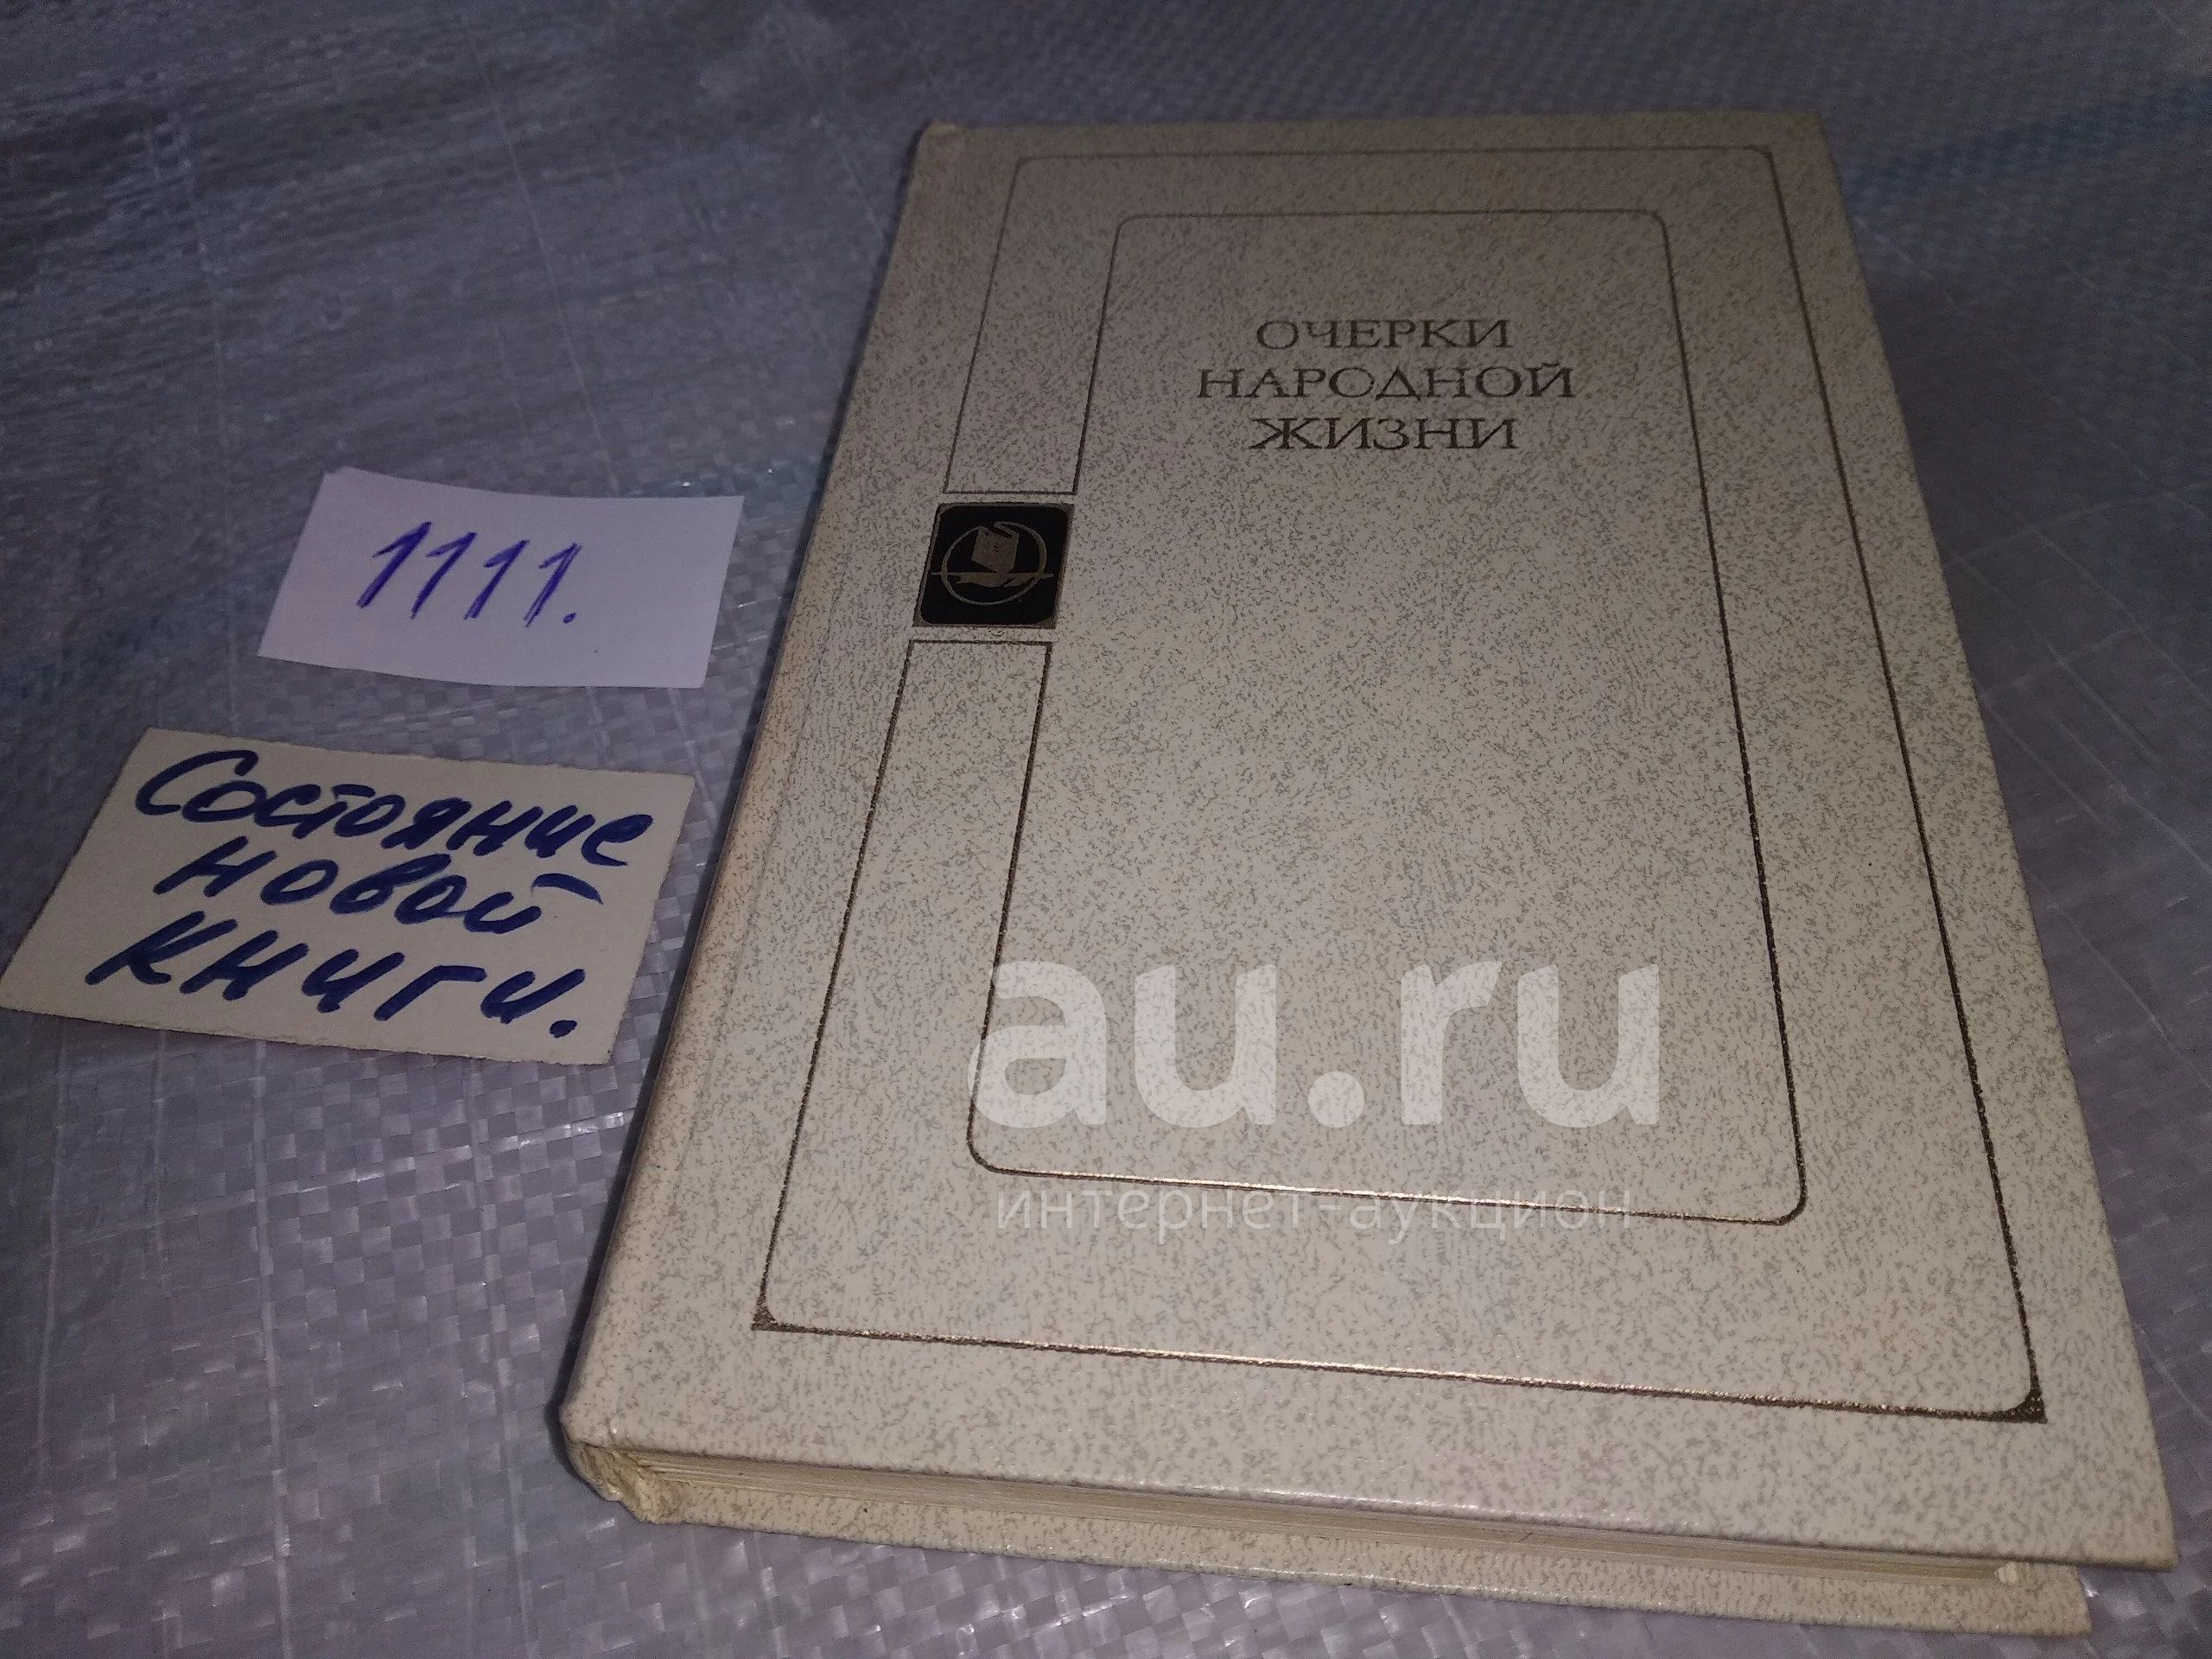 ОЧЕРКИ
НАРОДНОЙ
ЖИЗНИ
1111.
Состояние
новой
книги.
au.ru
интернет-аукцион